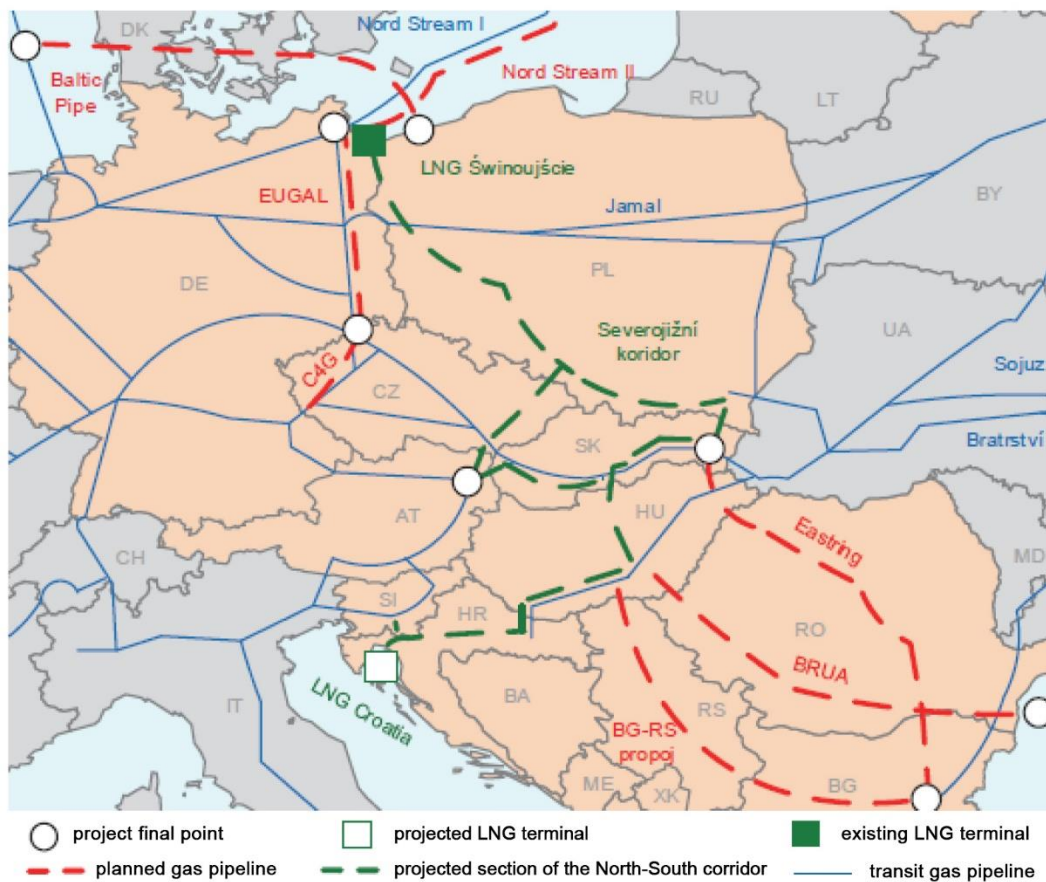 DK
Nord Stream I
Baltic
Pipe
Nord Stream II
RU
LT
LNG Świnoujście
EUGAL
Jamal
BY
DE
PL
UA
Severojižní
koridor
Sojuz
C4G
CZ
SK
Bratrství
AT
HU
CH
Eastring
MD
SI
HR
RO
BRUA
LNG Croatia
IT
BA
RS
BG-RS
propoj
ME
XK
BG
project final point
projected LNG terminal
existing LNG terminal
planned gas pipeline
projected section of the North-South corridor
transit gas pipeline